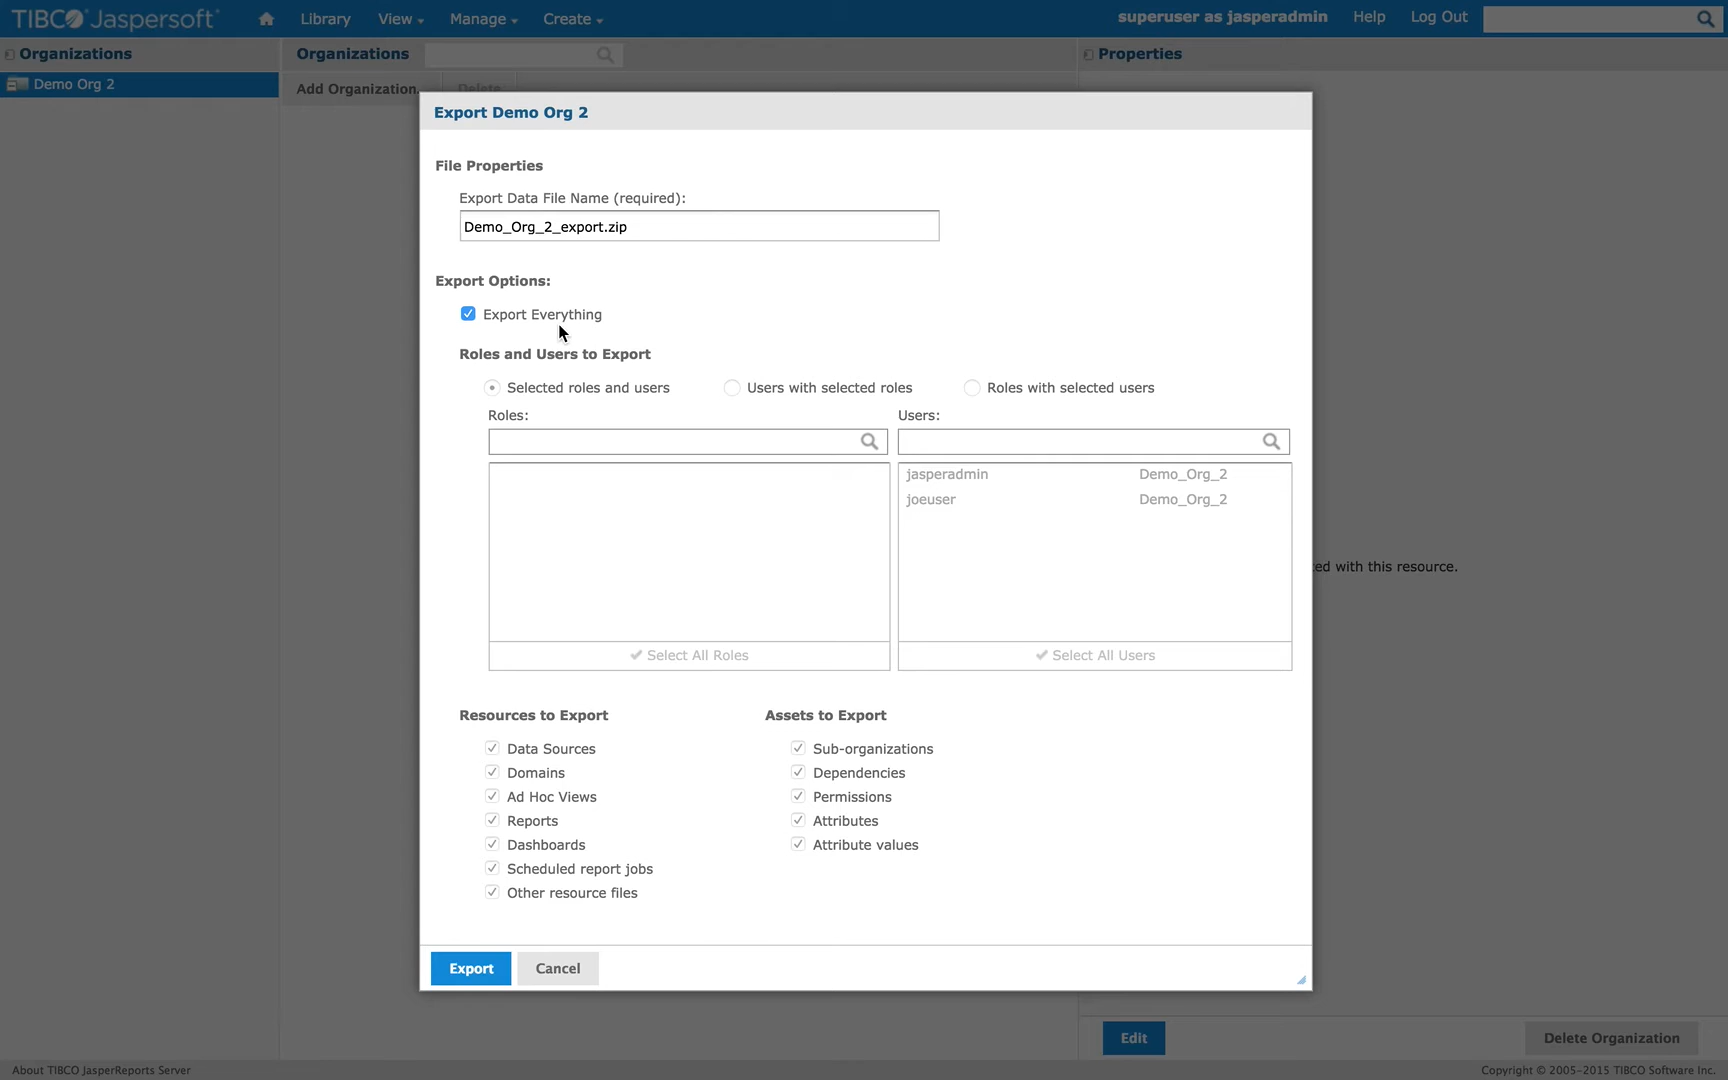 TIBCO Jaspersoft Library View Manage Create superuser as jasperadmin Help Log Out
Organizations Organizations Properties
Demo Org 2 Add Organization. Delete
Export Demo Org 2
File Properties
Export Data File Name (required):
Demo_Org_2_export.zip
Export Options:
Export Everything
Roles and Users to Export
Selected roles and users Users with selected roles Roles with selected users
Roles: Users:
jasperadmin Demo_Org_2
joeuser Demo_Org_2
with this resource.
Select All Roles Select All Users
Resources to Export Assets to Export
Data Sources Sub-organizations
Domains Dependencies
Ad Hoc Views Permissions
Reports Attributes
Dashboards Attribute values
Scheduled report jobs
Other resource files
Export Cancel
Edit Delete Organization
About TIBCO JasperReports Server Copyright © 2005-2015 TIBCO Software Inc.